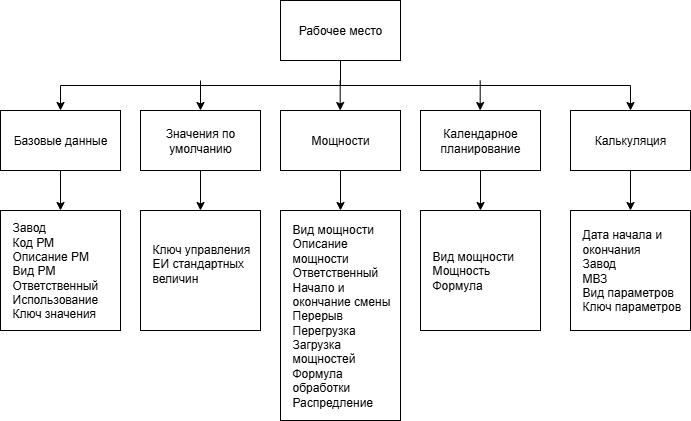 Рабочее место
Базовые данные
Значения по
умолчанию
Мощности
Календарное
планирование
Калькуляция
Завод
Код РМ
Описание РМ
Вид РМ
Ответственный
Использование
Ключ значения
Ключ управления
ЕИ стандартных
величин
Вид мощности
Описание
мощности
Ответственный
Начало и
окончание смены
Перерыв
Перегрузка
Загрузка
мощностей
Формула
обработки
Распредление
Вид мощности
Мощность
Формула
Дата начала и
окончания
Завод
МВЗ
Вид параметров
Ключ параметров